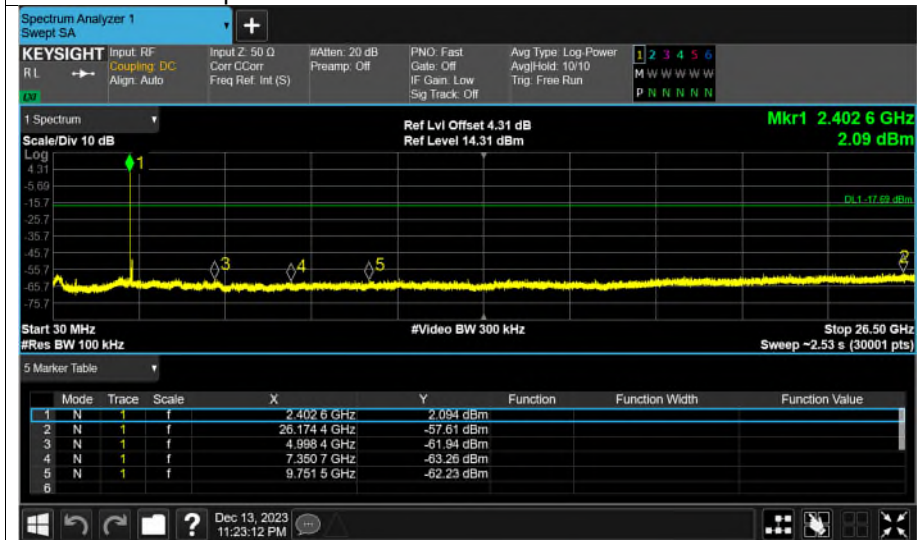 Spectrum Analyzer 1
Swept SA
+
KEYSIGHT Input: RF Input Z: 50 Ω #Atten: 20 dB PNO: Fast Avg Type: Log-Power 1 2 3 4 5 6
R L Coupling: DC Corr CCorr Preamp: Off Gate: Off Avg|Hold: 10/10 M W W W W W
Align: Auto Freq Ref: Int (S) IF Gain: Low Trig: Free Run
Sig Track: Off P N N N N N
1 Spectrum Ref Lvl Offset 4.31 dB Mkr1 2.402 6 GHz
Scale/Div 10 dB Ref Level 14.31 dBm 2.09 dBm
Log
1
4.31
-5.69
-15.7
DL1 -17.69 dBm
-25.7
-35.7
-45.7
2
3 4 5
-55.7
-65.7
-75.7
Start 30 MHz #Video BW 300 kHz Stop 26.50 GHz
#Res BW 100 kHz Sweep ~2.53 s (30001 pts)
5 Marker Table
Mode Trace Scale X Y Function Function Width Function Value
1 N 1 f 2.402 6 GHz 2.094 dBm
2 N 1 f 26.174 4 GHz -57.61 dBm
3 N 1 f 4.998 4 GHz -61.94 dBm
4 N 1 f 7.350 7 GHz -63.26 dBm
5 N 1 f 9.751 5 GHz -62.23 dBm
6
? Dec 13, 2023
11:23:12 PM